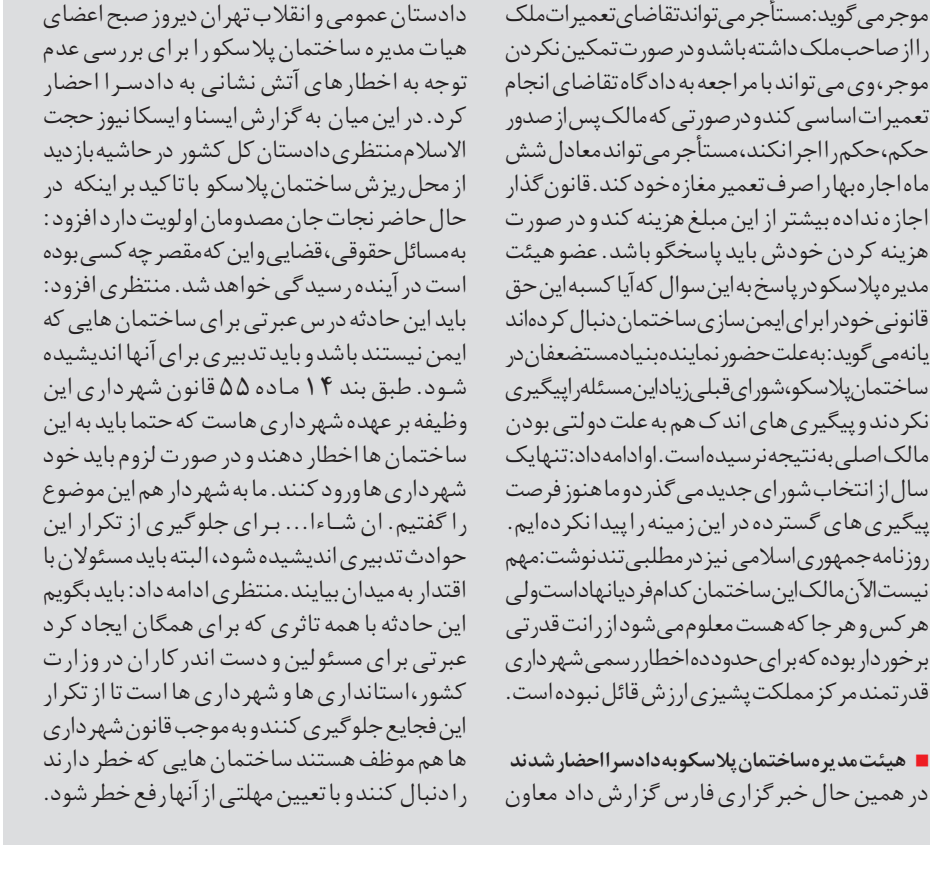 موجر می گوید: مستأجر می تواند تقاضای تعمیرات ملک
را از صاحب ملک داشته باشد و در صورت تمکین نکردن
موجر، وی می تواند با مراجعه به دادگاه تقاضای انجام
تعمیرات اساسی کند و در صورتی که مالک پس از صدور
حکم، حکم را اجرا نکند، مستأجر می تواند معادل شش
ماه اجاره بها را صرف تعمیر مغازه خود کند. قانون گذار
اجازه نداده بیشتر از این مبلغ هزینه کند و در صورت
هزینه کردن خودش باید پاسخگو باشد. عضو هیئت
مدیره پلاسکو در پاسخ به این سوال که آیا کسبه این حق
قانونی خود را برای ایمن سازی ساختمان دنبال کرده اند
یا نه می گوید: به علت حضور نماینده بنیاد مستضعفان در
ساختمان پلاسکو، شورای قبلی زیاد این مسئله را پیگیری
نکردند و پیگیری های اندک هم به علت دولتی بودن
مالک اصلی به نتیجه نرسیده است. او ادامه داد: تنها یک
سال از انتخاب شورای جدید می گذرد و ما هنوز فرصت
پیگیری های گسترده در این زمینه را پیدا نکرده ایم.
روزنامه جمهوری اسلامی نیز در مطلبی تند نوشت: مهم
نیست الآن مالک این ساختمان کدام فرد یا نهاد است ولی
هر کس و هر جا که هست معلوم می شود از رانت قدرتی
برخوردار بوده که برای حدود ده اخطار رسمی شهرداری
قدرتمند مرکز مملکت پشیزی ارزش قائل نبوده است.
■ هیئت مدیره ساختمان پلاسکو به دادسرا احضار شدند
در همین حال خبرگزاری فارس گزارش داد معاون
دادستان عمومی و انقلاب تهران دیروز صبح اعضای
هیات مدیره ساختمان پلاسکو را برای بررسی عدم
توجه به اخطار های آتش نشانی به دادسرا احضار
کرد. در این میان به گزارش ایسنا و ایسکا نیوز حجت
الاسلام منتظری دادستان کل کشور در حاشیه بازدید
از محل ریزش ساختمان پلاسکو با تاکید بر اینکه در
حال حاضر نجات جان مصدومان اولویت دارد افزود:
به مسائل حقوقی، قضایی و این که مقصر چه کسی بوده
است در آینده رسیدگی خواهد شد. منتظری افزود:
باید این حادثه درس عبرتی برای ساختمان هایی که
ایمن نیستند باشد و باید تدبیری برای آنها اندیشیده
شود. طبق بند ۱۴ ماده ۵۵ قانون شهرداری این
وظیفه بر عهده شهرداری هاست که حتما باید به این
ساختمان ها اخطار دهند و در صورت لزوم باید خود
شهرداری ها ورود کنند. ما به شهردار هم این موضوع
را گفتیم. ان شاءا... برای جلوگیری از تکرار این
حوادث تدبیری اندیشیده شود، البته باید مسئولان با
اقتدار به میدان بیایند. منتظری ادامه داد: باید بگویم
این حادثه با همه تاثری که برای همگان ایجاد کرد
عبرتی برای مسئولین و دست اندرکاران در وزارت
کشور، استانداری ها و شهرداری ها است تا از تکرار
این فجایع جلوگیری کنند و به موجب قانون شهرداری
ها هم موظف هستند ساختمان هایی که خطر دارند
را دنبال کنند و با تعیین مهلتی از آنها رفع خطر شود.